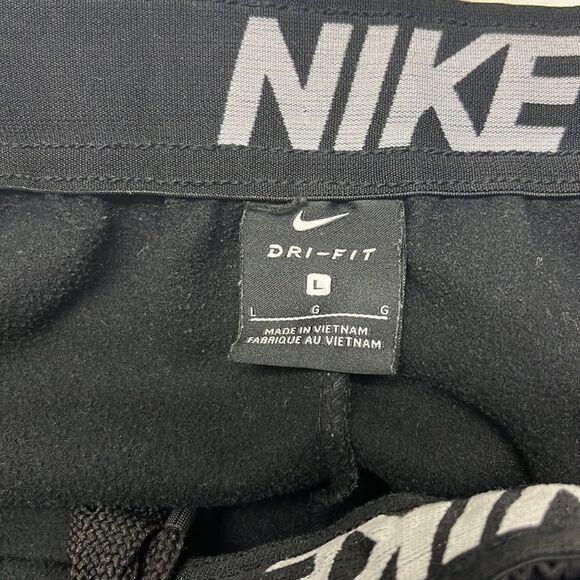 NIKE
DRI-FIT
L
L G G
MADE IN VIETNAM
FABRIQUE AU VIETNAM